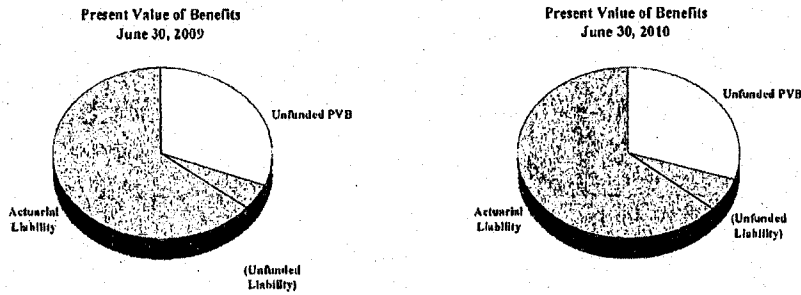 Present Value of Benefits
June 30, 2009
Unfunded PVB
Actuarial
Liability
(Unfunded
Liability)
Present Value of Benefits
June 30, 2010
Unfunded PVB
Actuarial
Liability
(Unfunded
Liability)